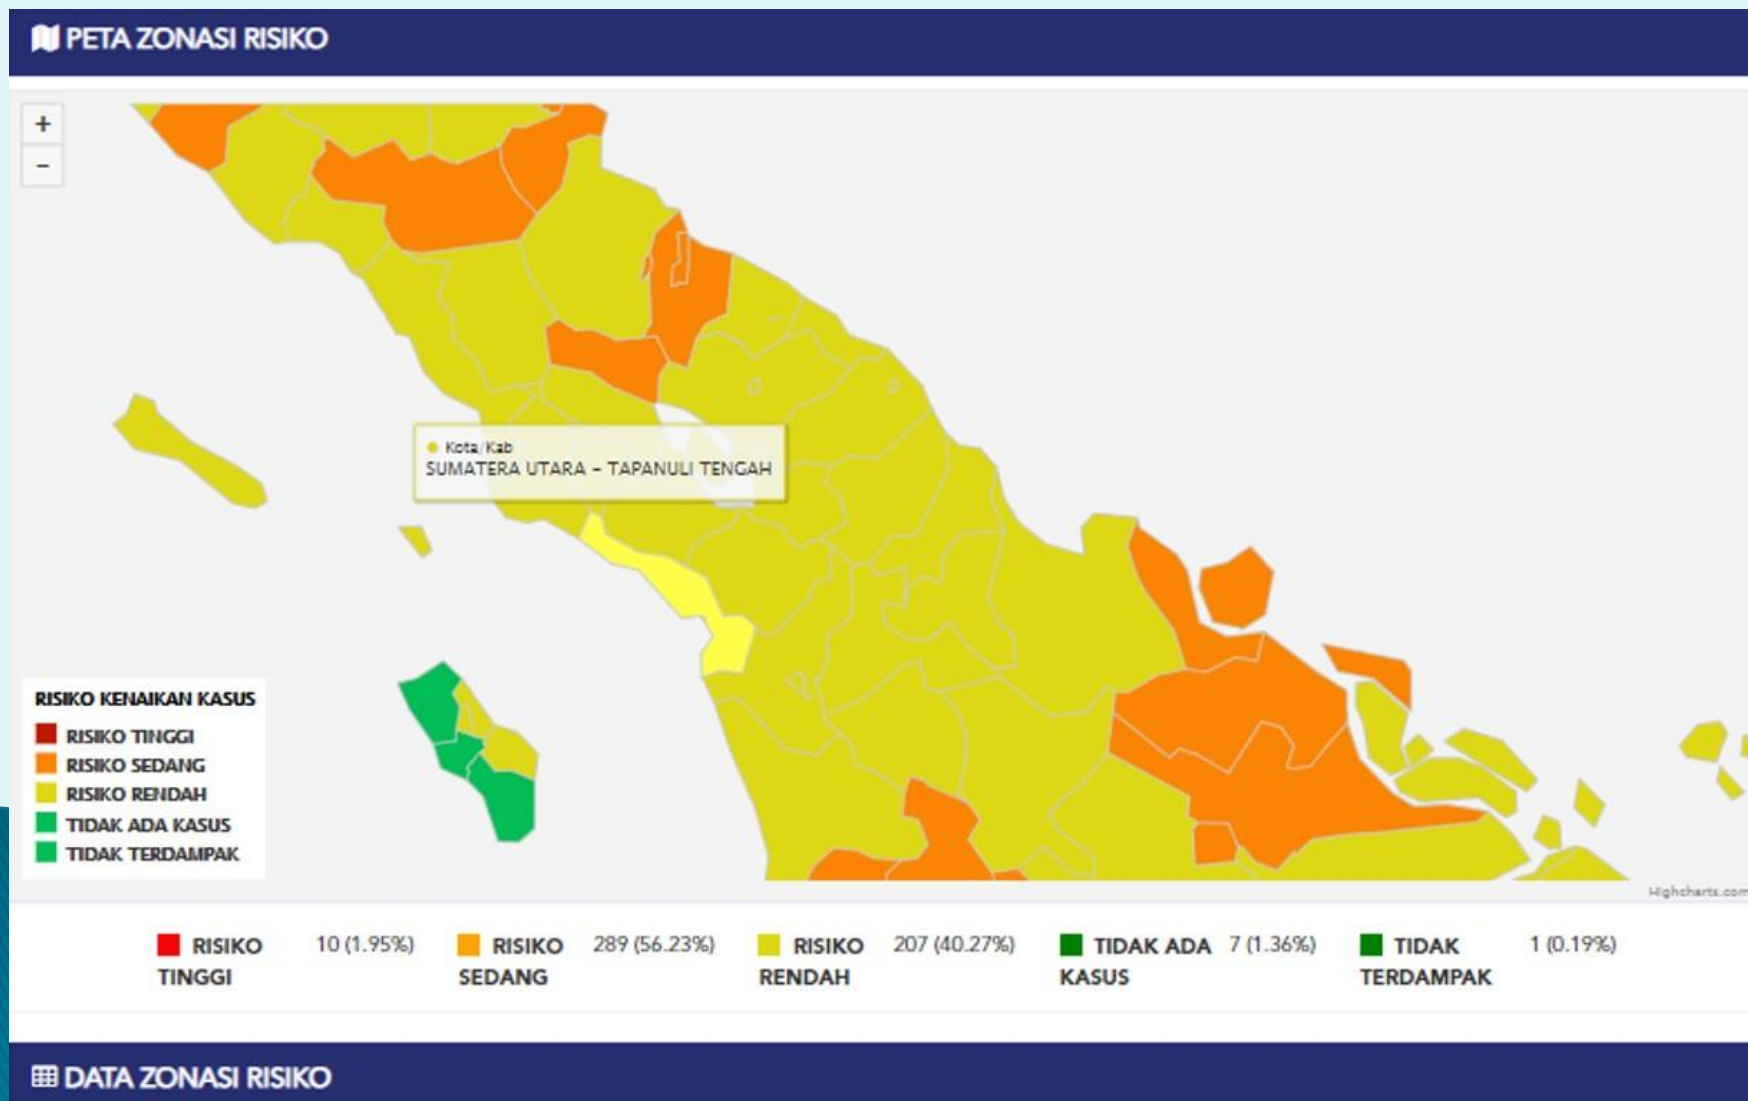 PETA ZONASI RISIKO
+
−
Kota/Kab
SUMATERA UTARA – TAPANULI TENGAH
RISIKO KENAIKAN KASUS
RISIKO TINGGI
RISIKO SEDANG
RISIKO RENDAH
TIDAK ADA KASUS
TIDAK TERDAMPAK
Highcharts.com
RISIKO TINGGI 10 (1.95%)
RISIKO SEDANG 289 (56.23%)
RISIKO RENDAH 207 (40.27%)
TIDAK ADA KASUS 7 (1.36%)
TIDAK TERDAMPAK 1 (0.19%)
DATA ZONASI RISIKO